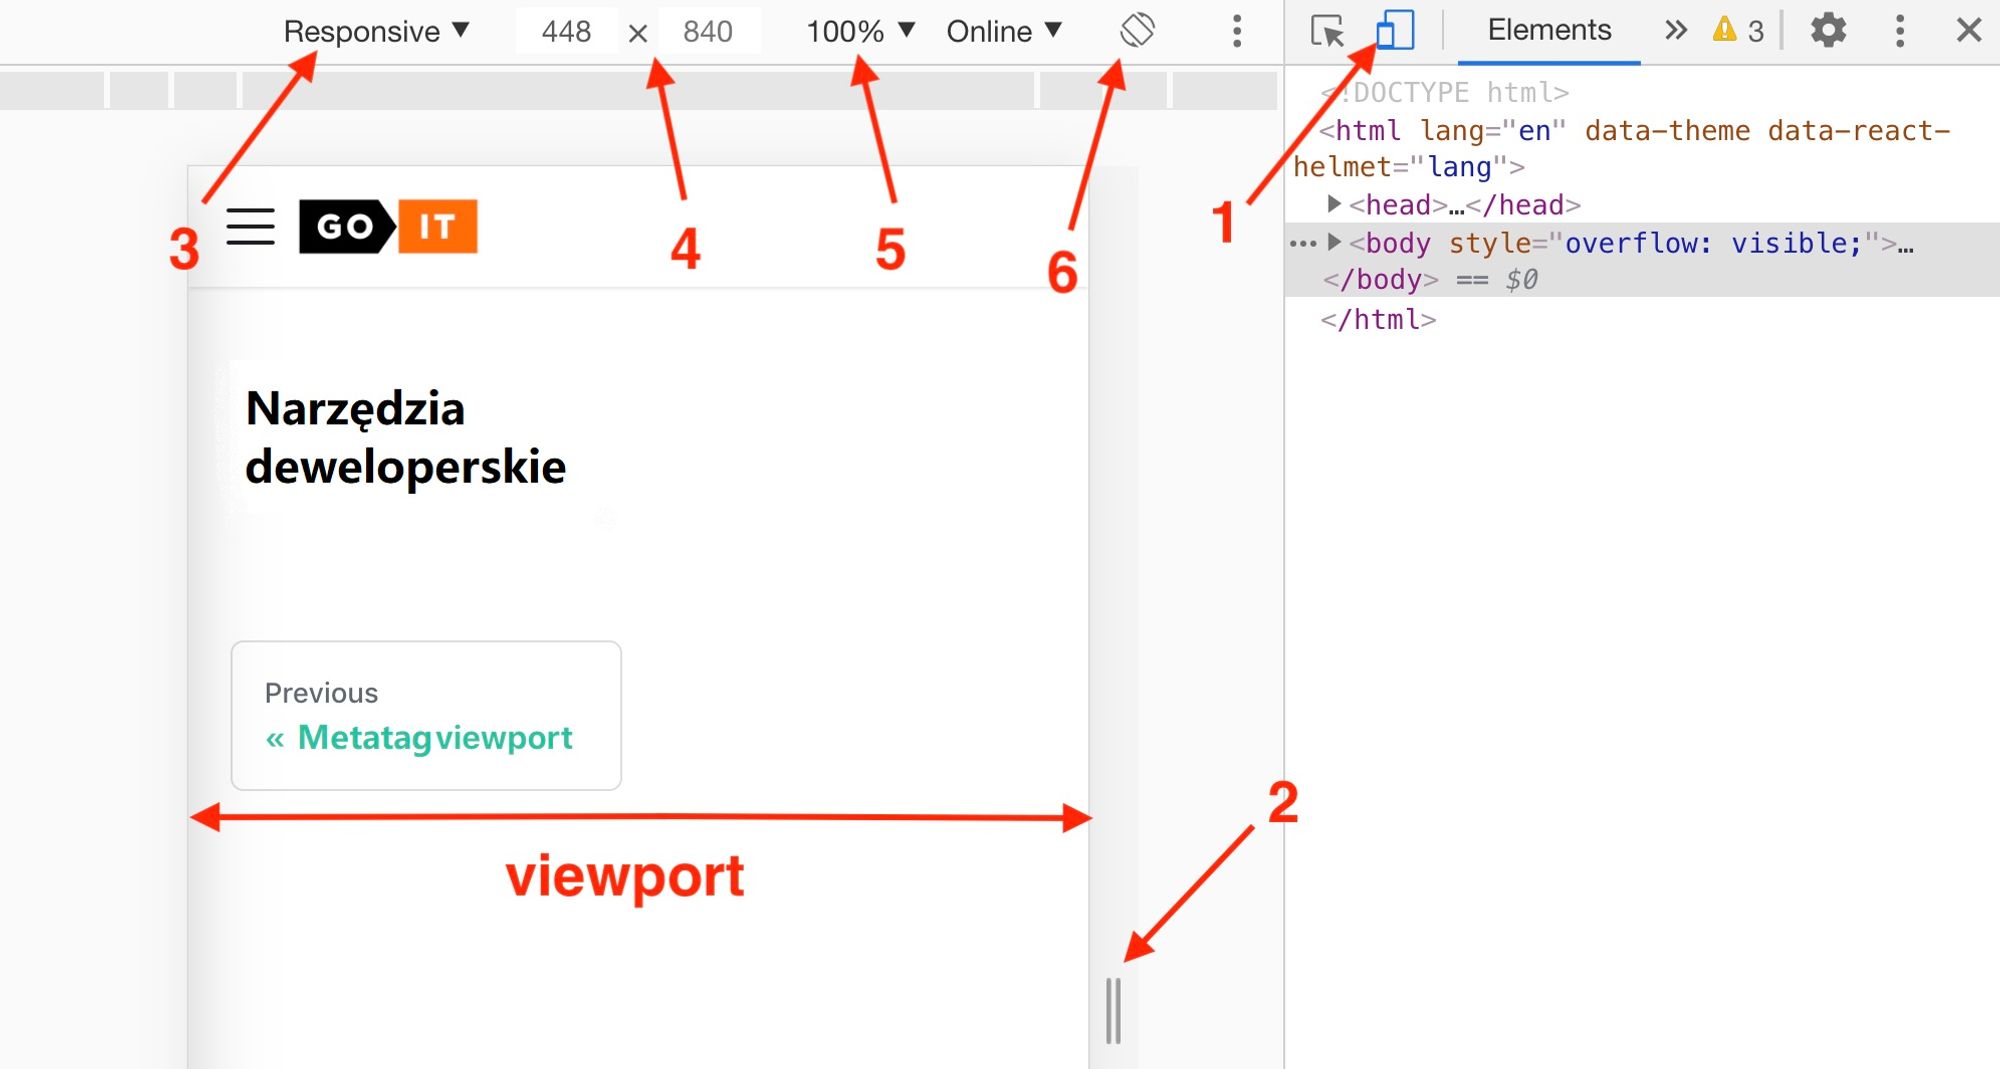 Responsive ▼ 448 × 840 100% ▼ Online ▼
Elements » 3
<!DOCTYPE html>
<html lang="en" data-theme data-react-
helmet="lang">
<head>…</head>
<body style="overflow: visible;">…
</body> == $0
</html>
1
3
4
5
6
GO IT
Narzędzia
deweloperskie
Previous
« Metatag viewport
2
viewport